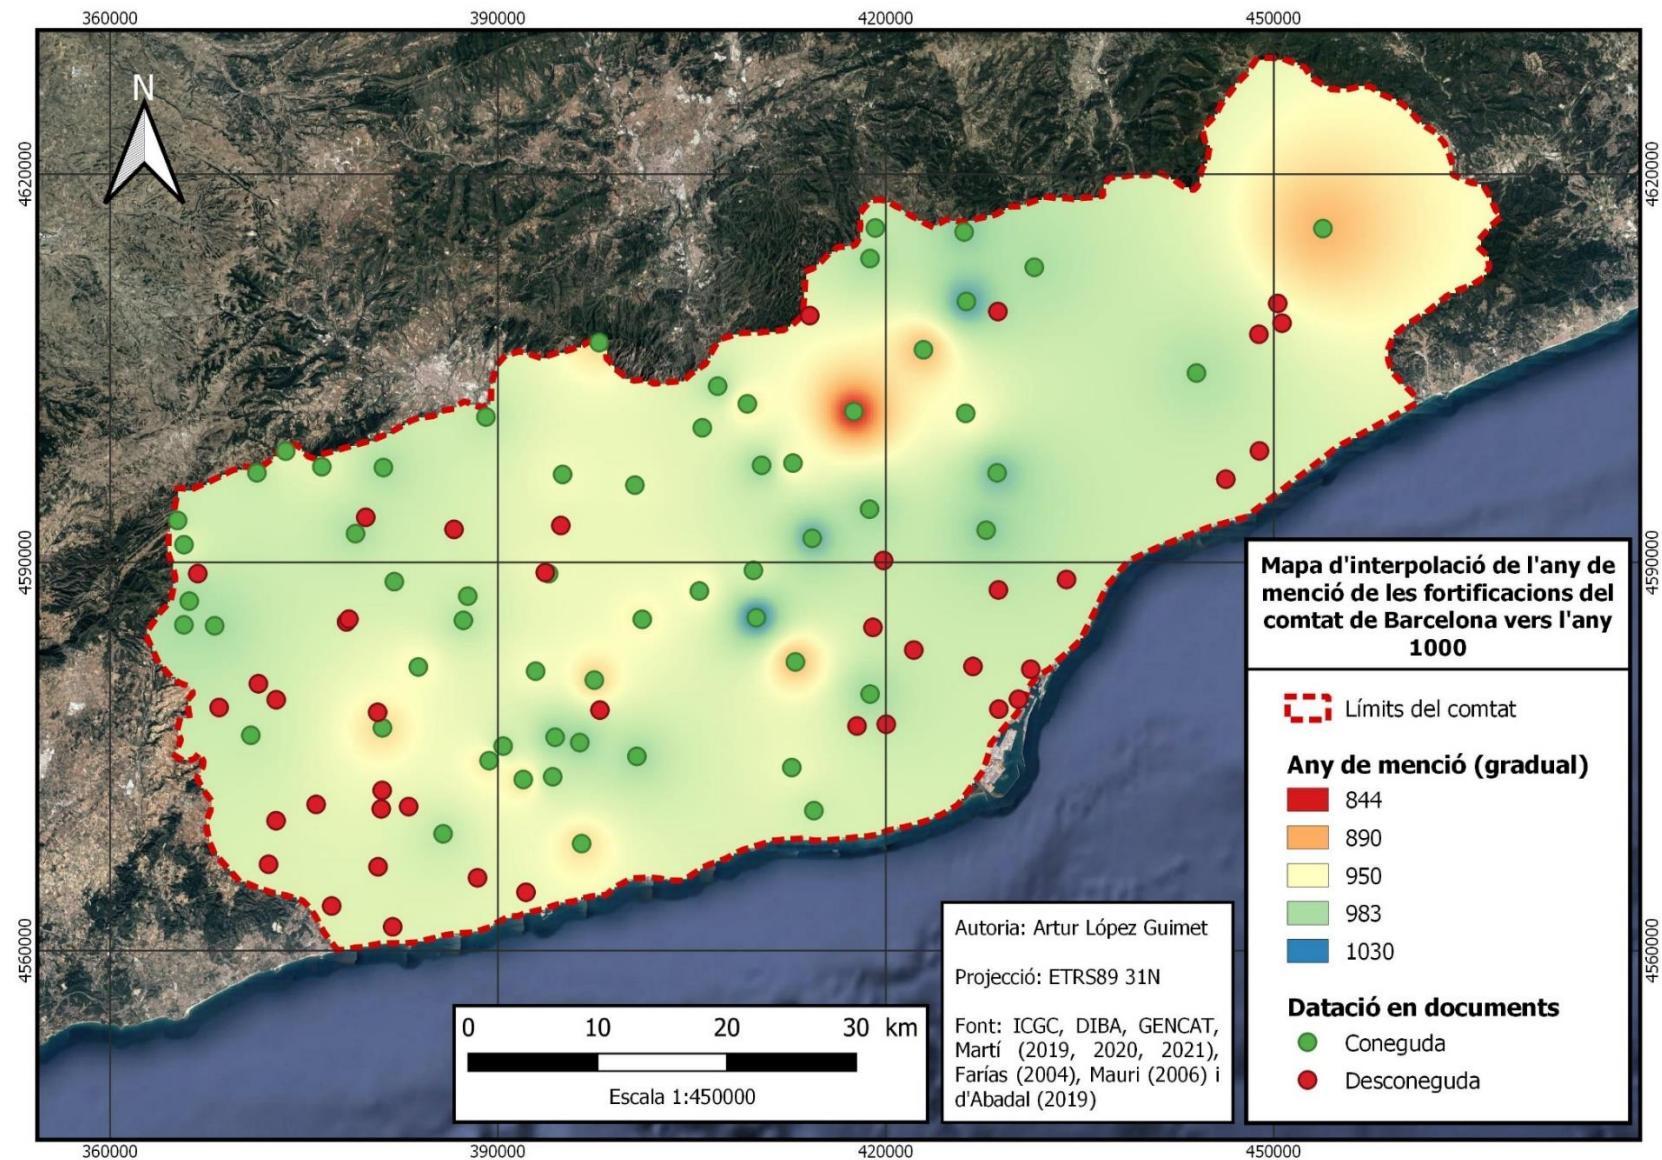 360000
390000
420000
450000
N
4620000
4620000
4590000
4590000
4560000
4560000
Mapa d'interpolació de l'any de
menció de les fortificacions del
comtat de Barcelona vers l'any
1000
Límits del comtat
Any de menció (gradual)
844
890
950
983
1030
Datació en documents
Coneguda
Desconeguda
Autoria: Artur López Guimet
Projecció: ETRS89 31N
Font: ICGC, DIBA, GENCAT,
Martí (2019, 2020, 2021),
Farías (2004), Mauri (2006) i
d'Abadal (2019)
0 10 20 30 km
Escala 1:450000
360000
390000
420000
450000